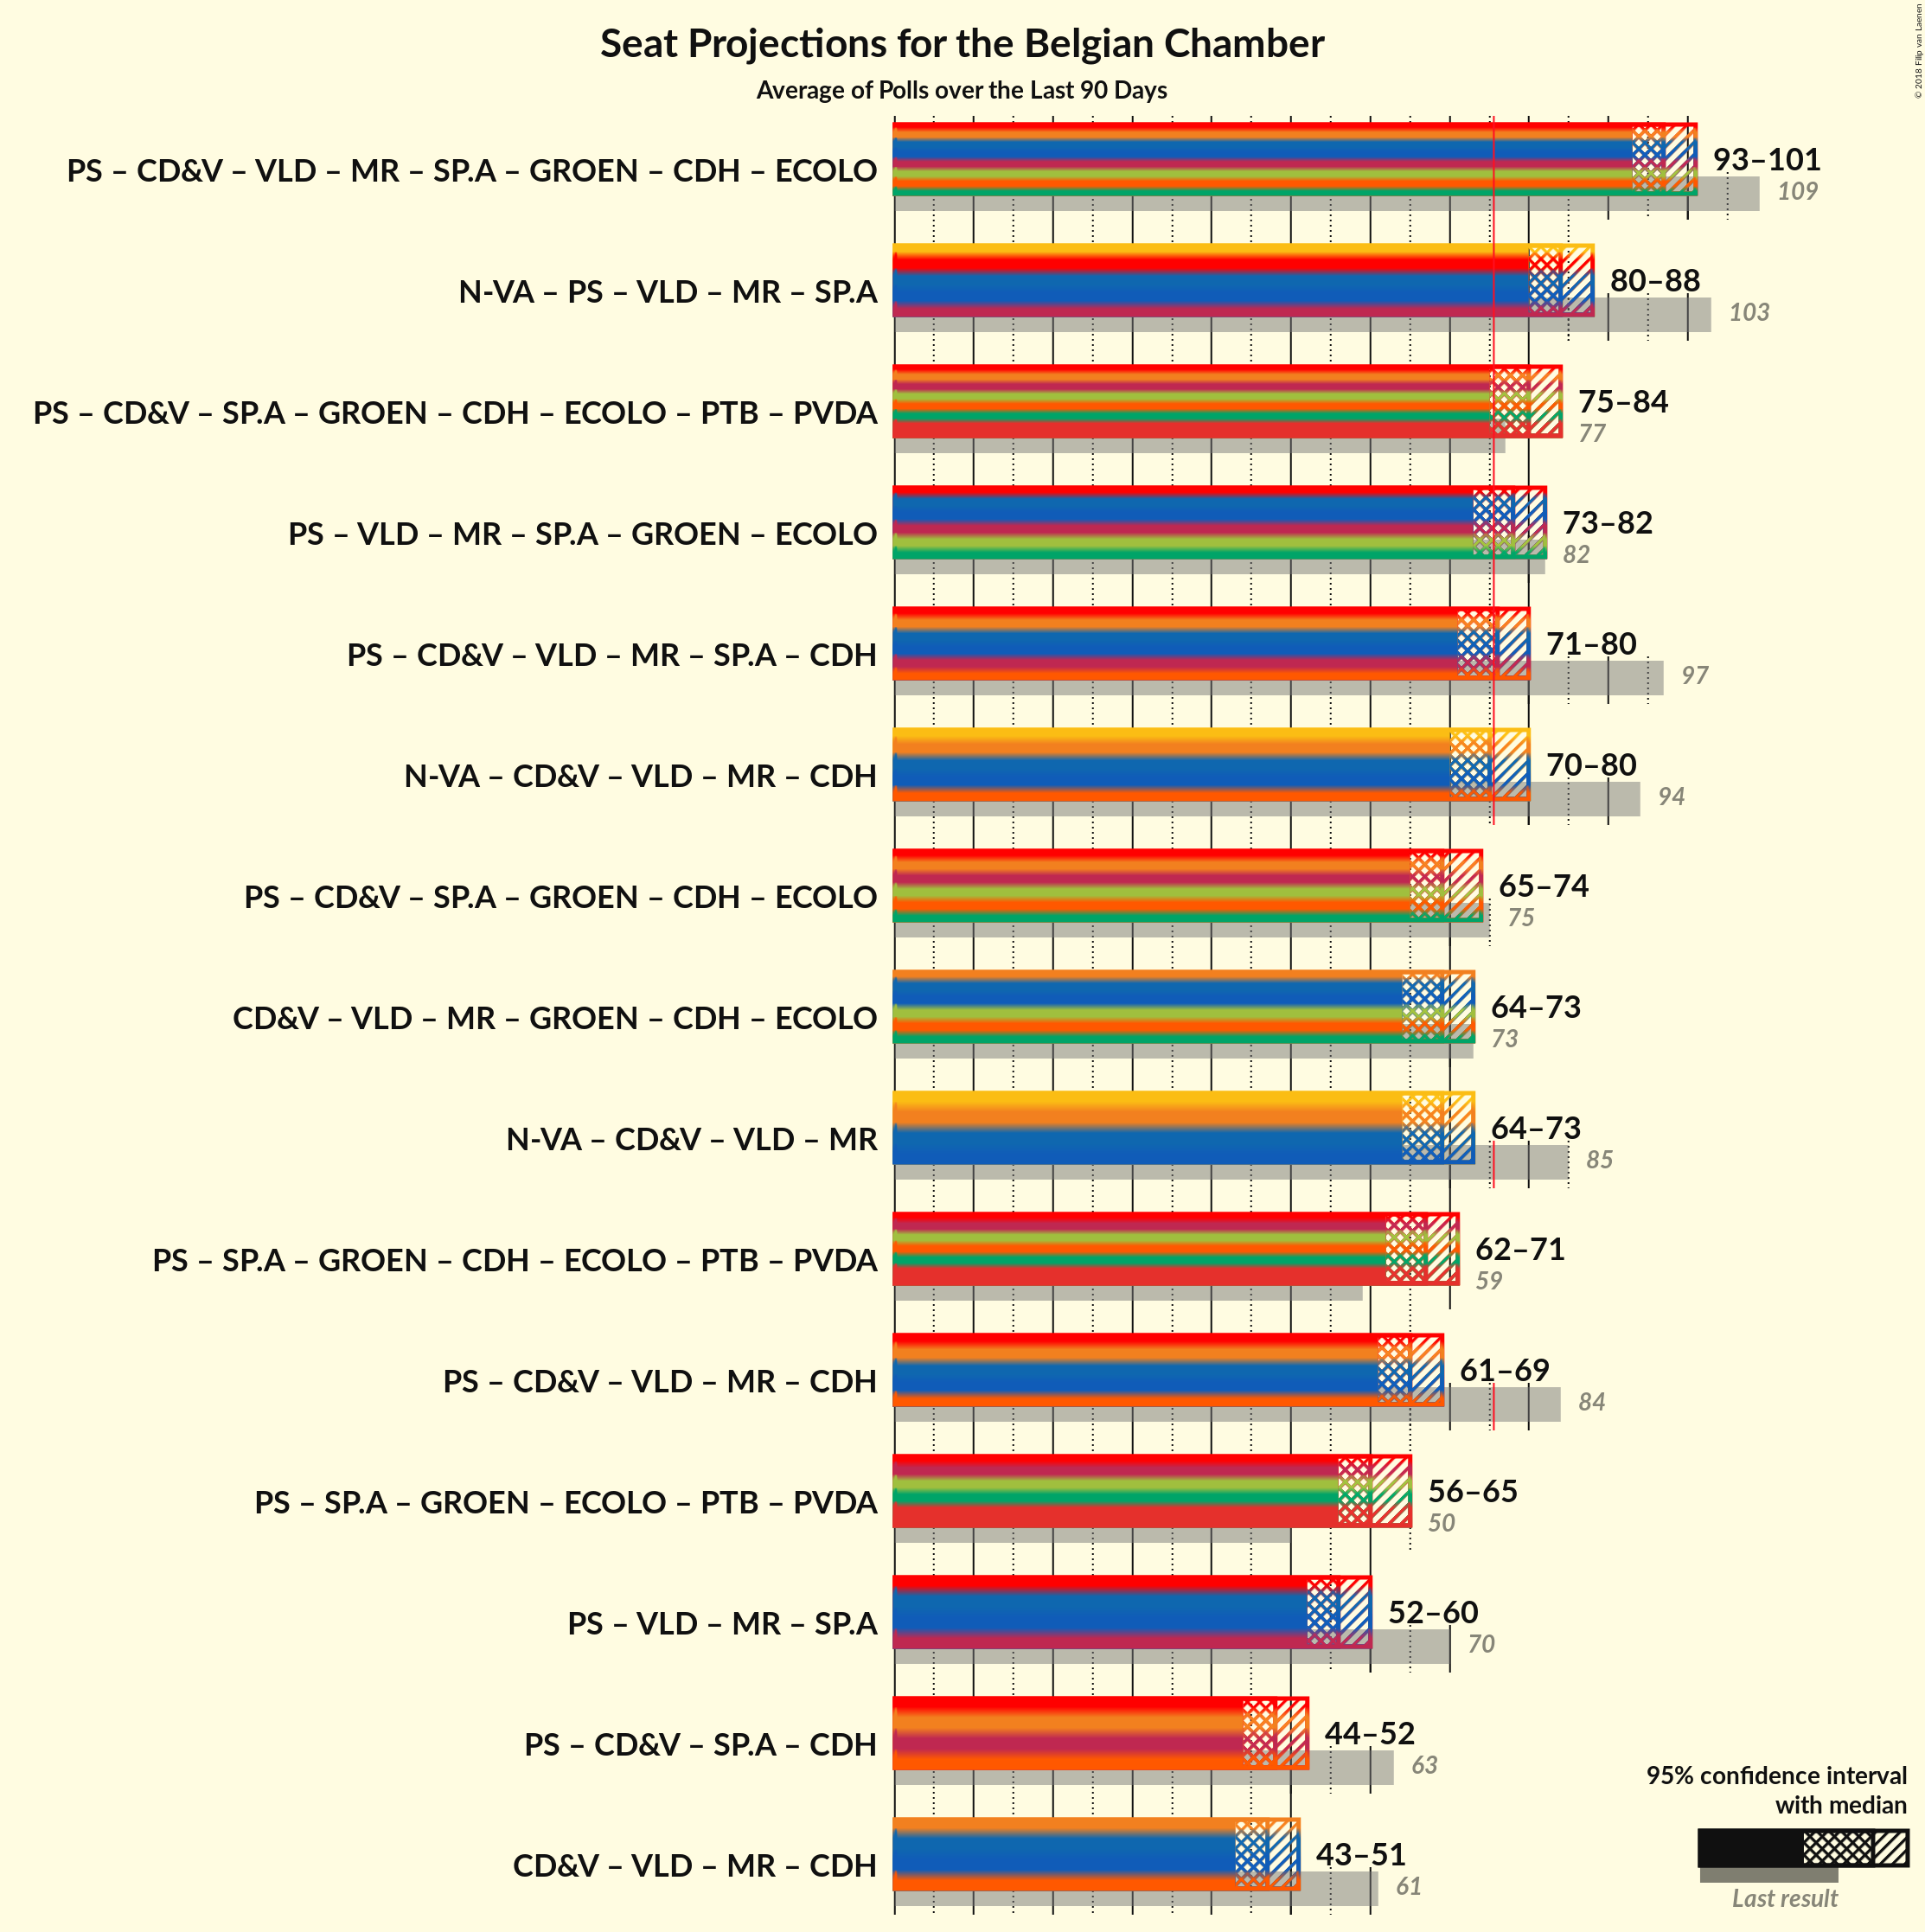 Seat Projections for the Belgian Chamber
Average of Polls over the Last 90 Days
© 2018 Filip van Laenen
PS – CD&V – VLD – MR – SP.A – GROEN – CDH – ECOLO
93–101
109
N-VA – PS – VLD – MR – SP.A
80–88
103
PS – CD&V – SP.A – GROEN – CDH – ECOLO – PTB – PVDA
75–84
77
PS – VLD – MR – SP.A – GROEN – ECOLO
73–82
82
PS – CD&V – VLD – MR – SP.A – CDH
71–80
97
N-VA – CD&V – VLD – MR – CDH
70–80
94
PS – CD&V – SP.A – GROEN – CDH – ECOLO
65–74
75
CD&V – VLD – MR – GROEN – CDH – ECOLO
64–73
73
N-VA – CD&V – VLD – MR
64–73
85
PS – SP.A – GROEN – CDH – ECOLO – PTB – PVDA
62–71
59
PS – CD&V – VLD – MR – CDH
61–69
84
PS – SP.A – GROEN – ECOLO – PTB – PVDA
56–65
50
PS – VLD – MR – SP.A
52–60
70
PS – CD&V – SP.A – CDH
44–52
63
CD&V – VLD – MR – CDH
43–51
61
95% confidence interval
with median
Last result